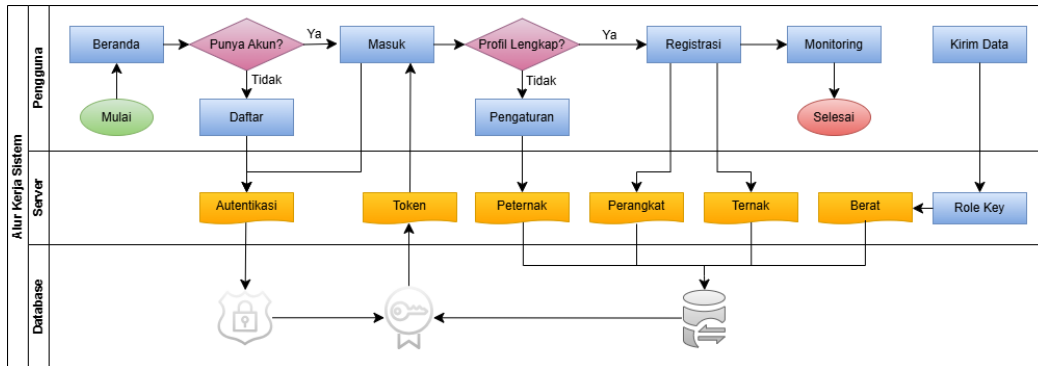 Alur Kerja Sistem
Pengguna
Beranda
Punya Akun?
Ya
Masuk
Profil Lengkap?
Ya
Registrasi
Monitoring
Kirim Data
Tidak
Tidak
Mulai
Daftar
Pengaturan
Selesai
Server
Autentikasi
Token
Peternak
Perangkat
Ternak
Berat
Role Key
Database